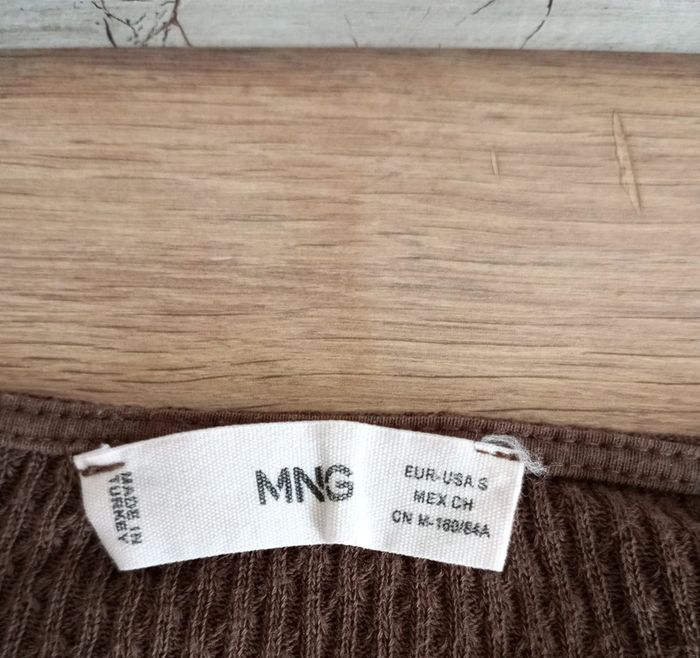 MADE IN
TURKEY
MNG
EUR-USA S
MEX CH
CN M-160/84A